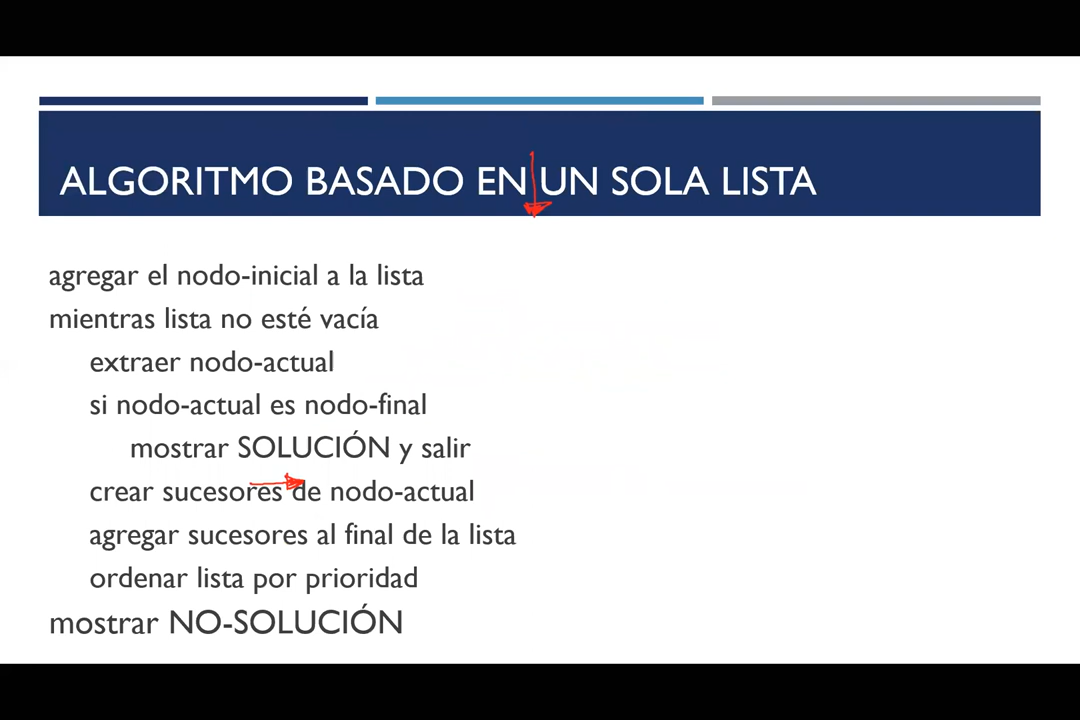 ALGORITMO BASADO EN UN SOLA LISTA
agregar el nodo-inicial a la lista
mientras lista no esté vacía
extraer nodo-actual
si nodo-actual es nodo-final
mostrar SOLUCIÓN y salir
crear sucesores de nodo-actual
agregar sucesores al final de la lista
ordenar lista por prioridad
mostrar NO-SOLUCIÓN